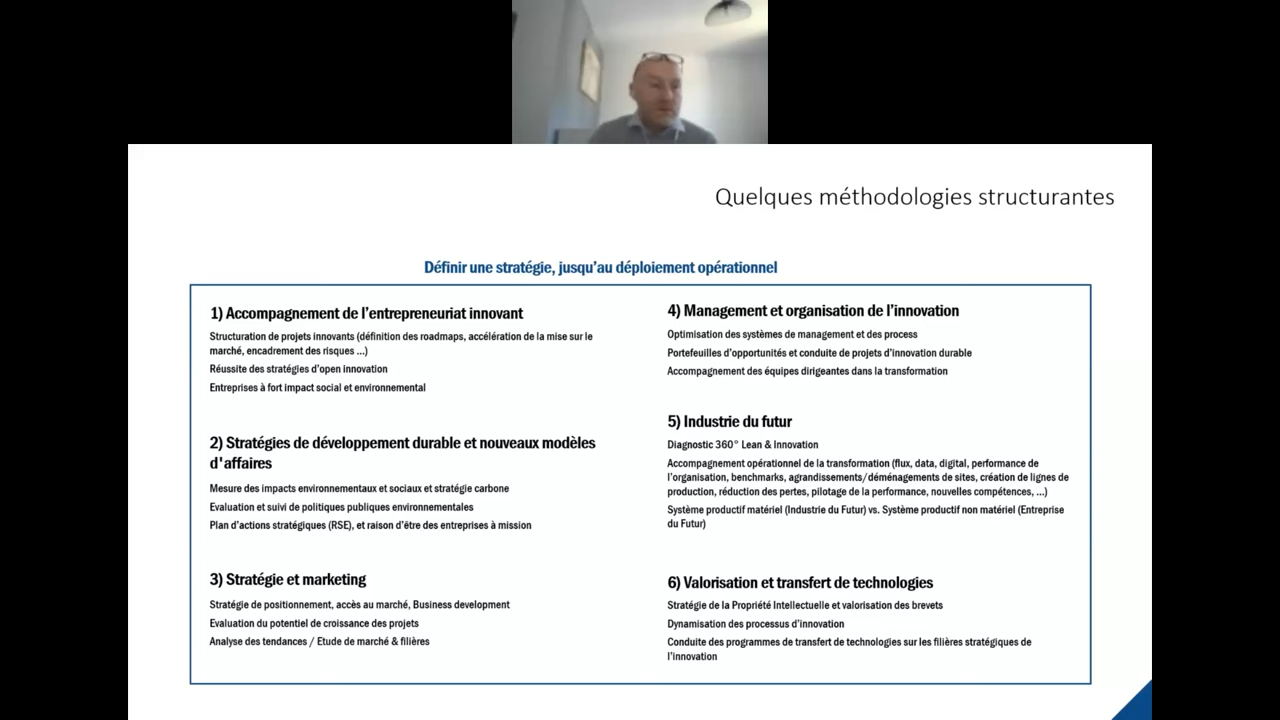 Quelques méthodologies structurantes
Définir une stratégie, jusqu'au déploiement opérationnel
1) Accompagnement de l'entrepreneuriat innovant
Structuration de projets innovants (définition des roadmaps, accélération de la mise sur le
marché, encadrement des risques ...)
Réussite des stratégies d'open innovation
Entreprises à fort impact social et environnemental
2) Stratégies de développement durable et nouveaux modèles
d'affaires
Mesure des impacts environnementaux et sociaux et stratégie carbone
Evaluation et suivi de politiques publiques environnementales
Plan d'actions stratégiques (RSE), et raison d'être des entreprises à mission
3) Stratégie et marketing
Stratégie de positionnement, accès au marché, Business development
Evaluation du potentiel de croissance des projets
Analyse des tendances / Etude de marché & filières
4) Management et organisation de l'innovation
Optimisation des systèmes de management et des process
Portefeuilles d'opportunités et conduite de projets d'innovation durable
Accompagnement des équipes dirigeantes dans la transformation
5) Industrie du futur
Diagnostic 360° Lean & Innovation
Accompagnement opérationnel de la transformation (flux, data, digital, performance de
l'organisation, benchmarks, agrandissements/déménagements de sites, création de lignes de
production, réduction des pertes, pilotage de la performance, nouvelles compétences, ...)
Système productif matériel (Industrie du Futur) vs. Système productif non matériel (Entreprise
du Futur)
6) Valorisation et transfert de technologies
Stratégie de la Propriété Intellectuelle et valorisation des brevets
Dynamisation des processus d'innovation
Conduite des programmes de transfert de technologies sur les filières stratégiques de
l'innovation